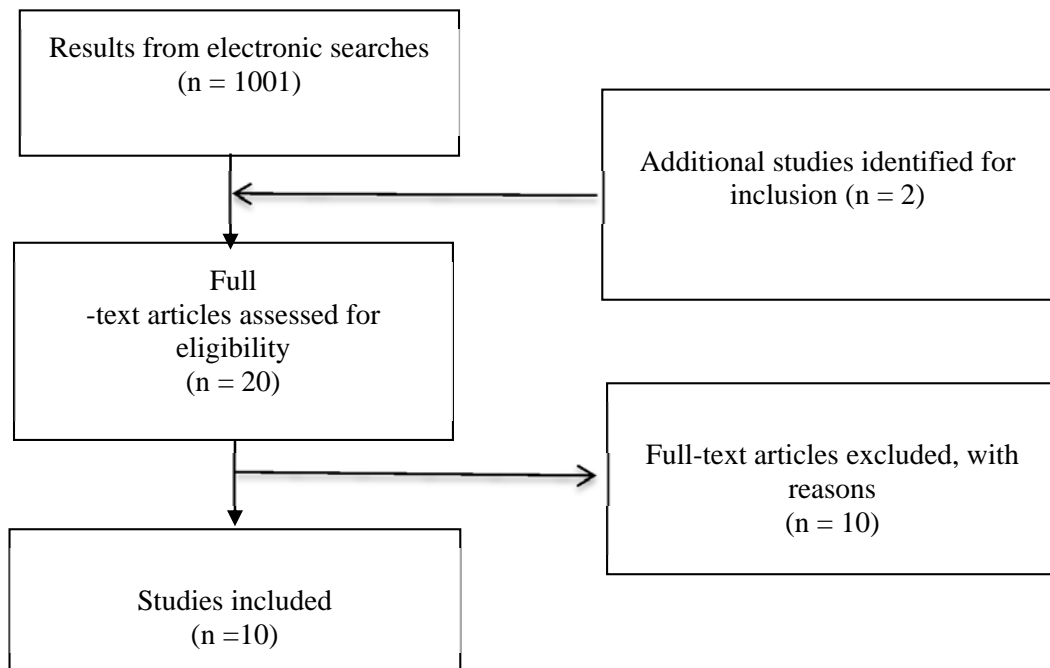 Results from electronic searches
(n = 1001)
Additional studies identified for
inclusion (n = 2)
Full
-text articles assessed for
eligibility
(n = 20)
Full-text articles excluded, with
reasons
(n = 10)
Studies included
(n =10)